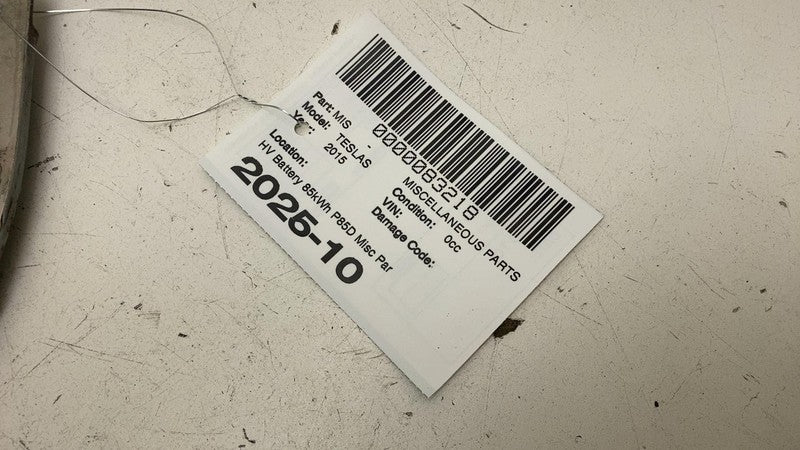 0000083218
Part: MIS - MISCELLANEOUS PARTS
Model: TESLAS Condition: 0cc
Year: 2015 VIN:
Damage Code:
Location:
HV Battery 85kWh P85D Misc Par
2025-10